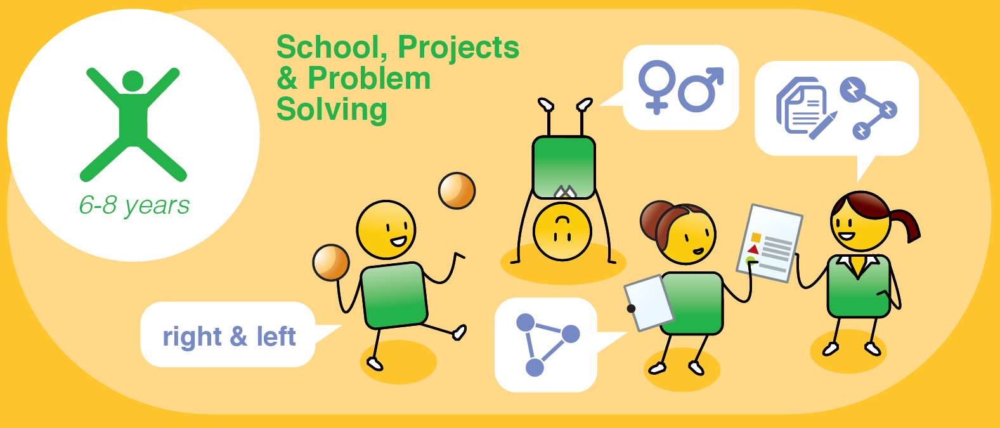 School, Projects
& Problem
Solving
6-8 years
right & left